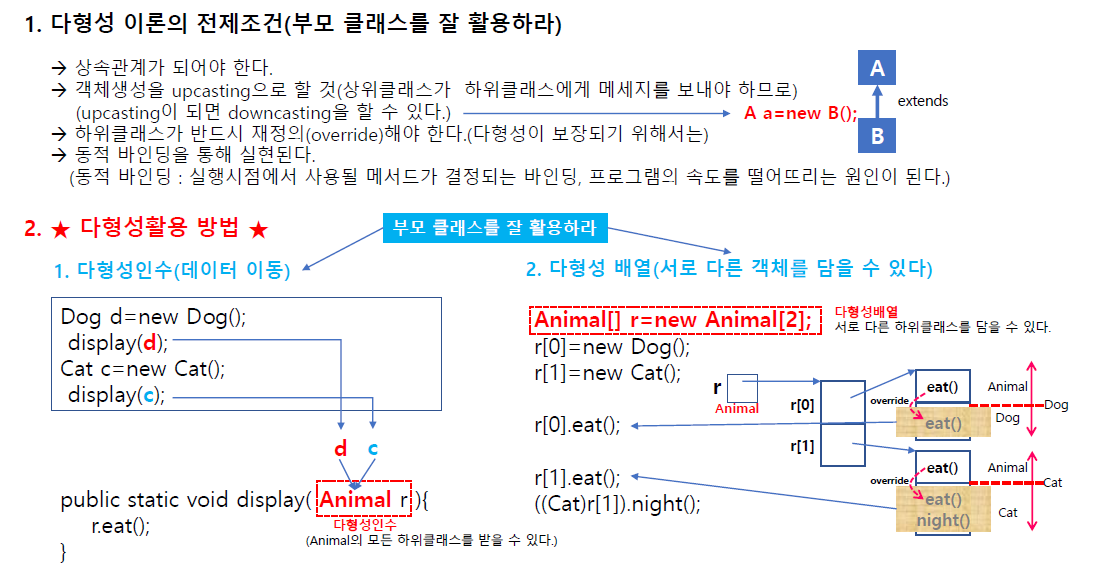 1. 다형성 이론의 전제조건(부모 클래스를 잘 활용하라)
→ 상속관계가 되어야 한다.
→ 객체생성을 upcasting으로 할 것(상위클래스가 하위클래스에게 메세지를 보내야 하므로)
(upcasting이 되면 downcasting을 할 수 있다.)
A a=new B();
A
extends
B
→ 하위클래스가 반드시 재정의(override)해야 한다.(다형성이 보장되기 위해서는)
→ 동적 바인딩을 통해 실현된다.
(동적 바인딩 : 실행시점에서 사용될 메서드가 결정되는 바인딩, 프로그램의 속도를 떨어뜨리는 원인이 된다.)
2. ★ 다형성활용 방법 ★
부모 클래스를 잘 활용하라
1. 다형성인수(데이터 이동)
Dog d=new Dog();
display(d);
Cat c=new Cat();
display(c);
d c
public static void display( Animal r ){
r.eat();
}
다형성인수
(Animal의 모든 하위클래스를 받을 수 있다.)
2. 다형성 배열(서로 다른 객체를 담을 수 있다)
Animal[] r=new Animal[2];
다형성배열
서로 다른 하위클래스를 담을 수 있다.
r[0]=new Dog();
r[1]=new Cat();
r[0].eat();
r[1].eat();
((Cat)r[1]).night();
r
Animal
r[0]
r[1]
eat()
override
eat()
Animal
Dog
Dog
eat()
override
eat()
night()
Animal
Cat
Cat